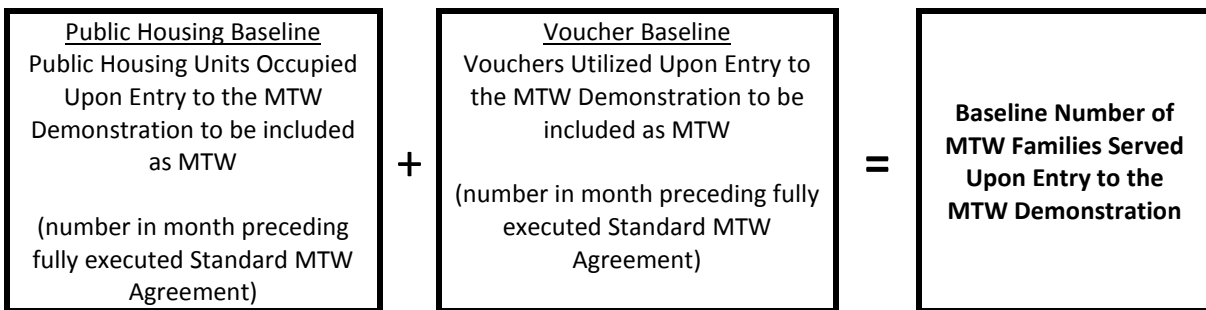 Public Housing Baseline
Public Housing Units Occupied
Upon Entry to the MTW
Demonstration to be included
as MTW
(number in month preceding
fully executed Standard MTW
Agreement)
+
Voucher Baseline
Vouchers Utilized Upon Entry to
the MTW Demonstration to be
included as MTW
(number in month preceding fully
executed Standard MTW
Agreement)
=
Baseline Number of
MTW Families Served
Upon Entry to the
MTW Demonstration